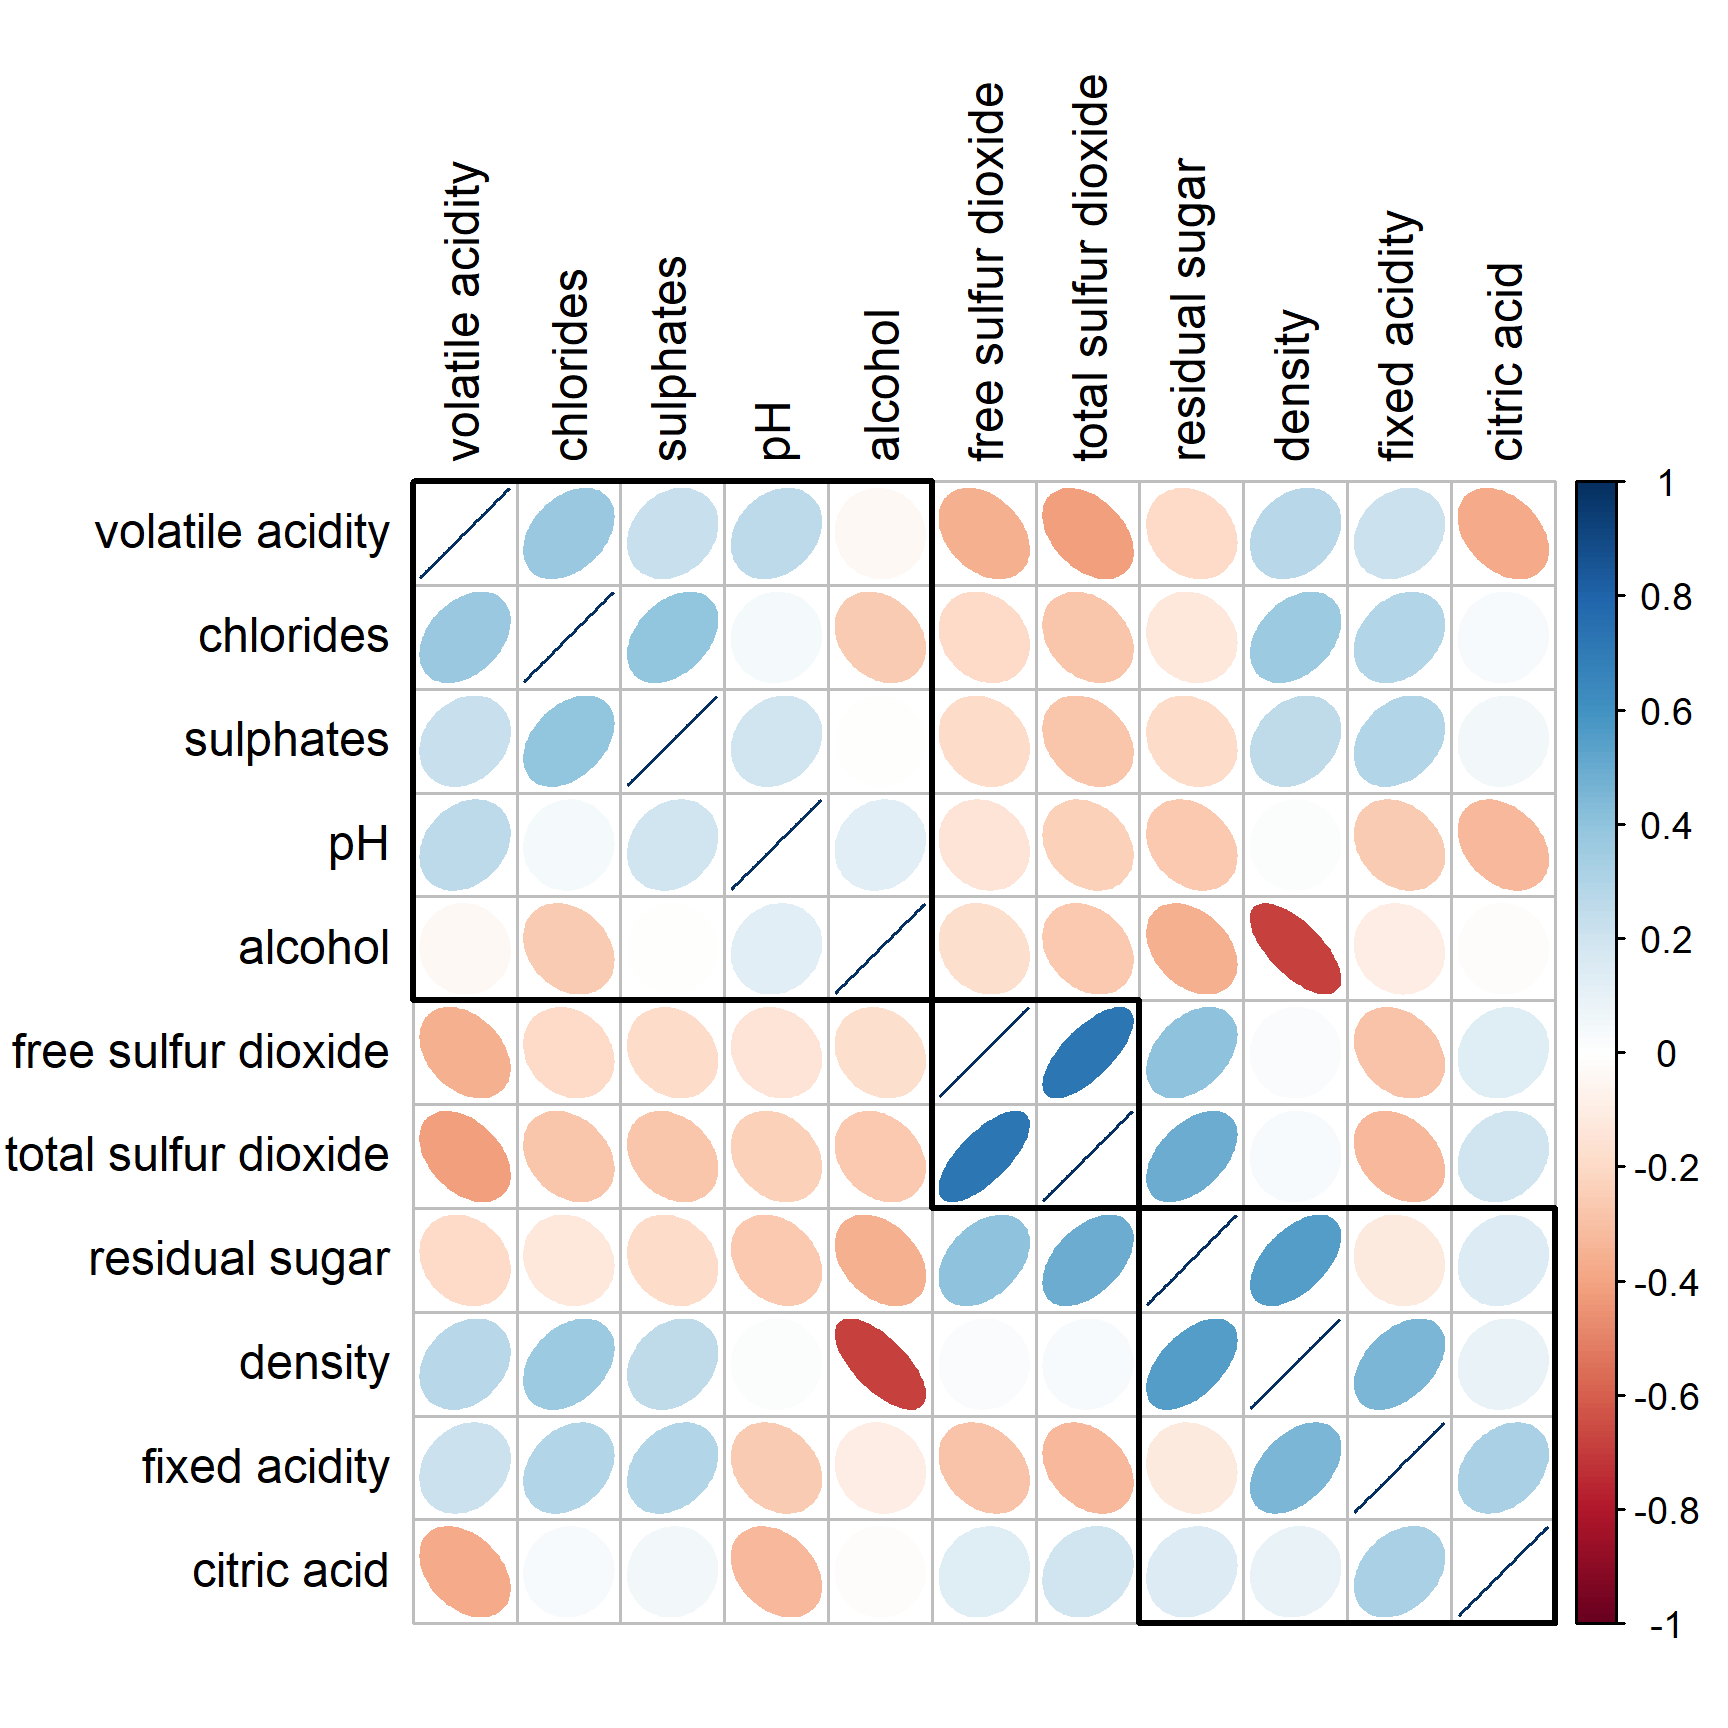 volatile acidity
chlorides
sulphates
pH
alcohol
free sulfur dioxide
total sulfur dioxide
residual sugar
density
fixed acidity
citric acid
volatile acidity
chlorides
sulphates
pH
alcohol
free sulfur dioxide
total sulfur dioxide
residual sugar
density
fixed acidity
citric acid
1
0.8
0.6
0.4
0.2
0
-0.2
-0.4
-0.6
-0.8
-1